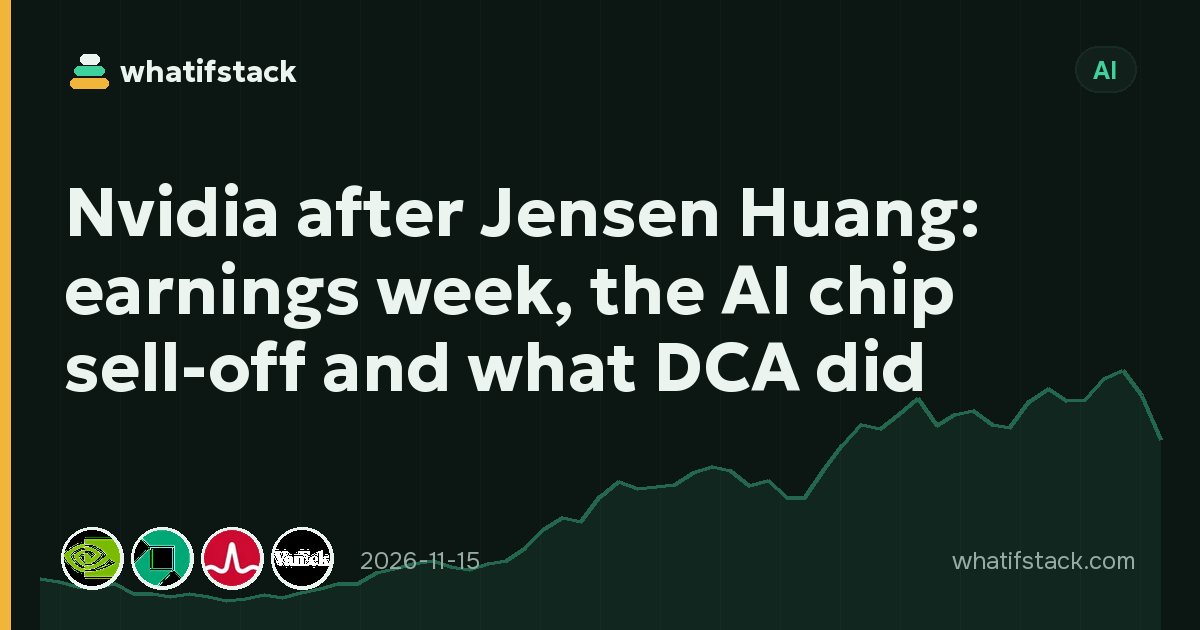 whatifstack
AI
Nvidia after Jensen Huang:
earnings week, the AI chip
sell-off and what DCA did
VanEck
2026-11-15
whatifstack.com